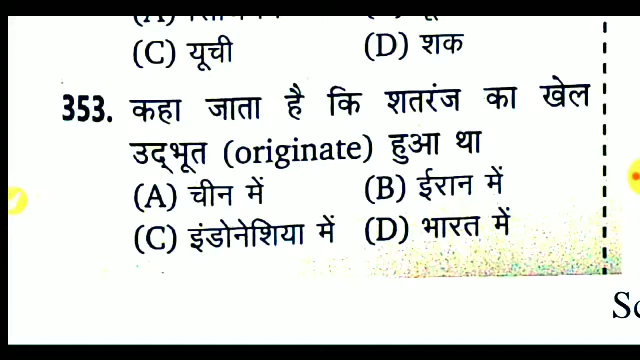 (C) यूची (D) शक
353. कहा जाता है कि शतरंज का खेल
उद्भूत (originate) हुआ था
(A) चीन में (B) ईरान में
(C) इंडोनेशिया में (D) भारत में